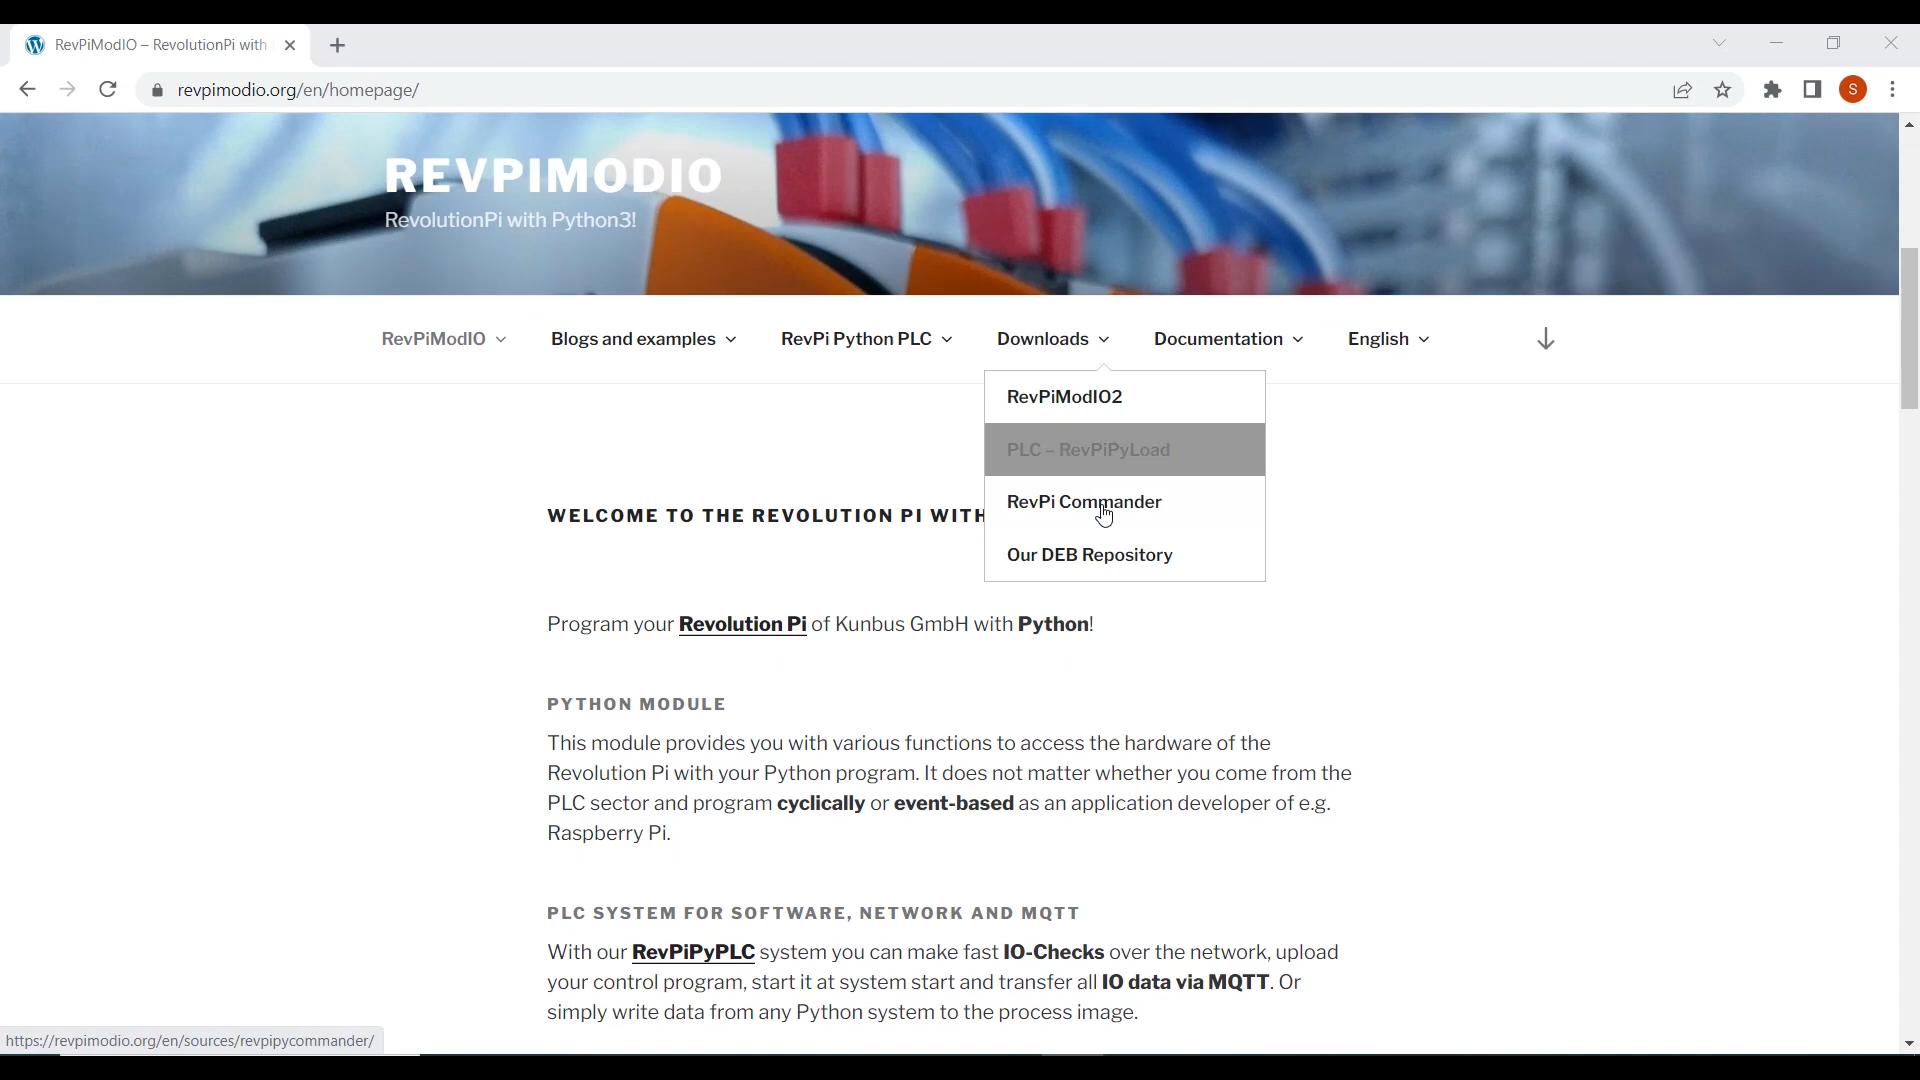 RevPiModIO – RevolutionPi with
revpimodio.org/en/homepage/
S
REVPIMODIO
RevolutionPi with Python3!
RevPiModIO
Blogs and examples
RevPi Python PLC
Downloads
Documentation
English
RevPiModIO2
PLC – RevPiPyLoad
RevPi Commander
Our DEB Repository
WELCOME TO THE REVOLUTION PI WITH
Program your Revolution Pi of Kunbus GmbH with Python!
PYTHON MODULE
This module provides you with various functions to access the hardware of the
Revolution Pi with your Python program. It does not matter whether you come from the
PLC sector and program cyclically or event-based as an application developer of e.g.
Raspberry Pi.
PLC SYSTEM FOR SOFTWARE, NETWORK AND MQTT
With our RevPiPyPLC system you can make fast IO-Checks over the network, upload
your control program, start it at system start and transfer all IO data via MQTT. Or
simply write data from any Python system to the process image.
https://revpimodio.org/en/sources/revpipycommander/